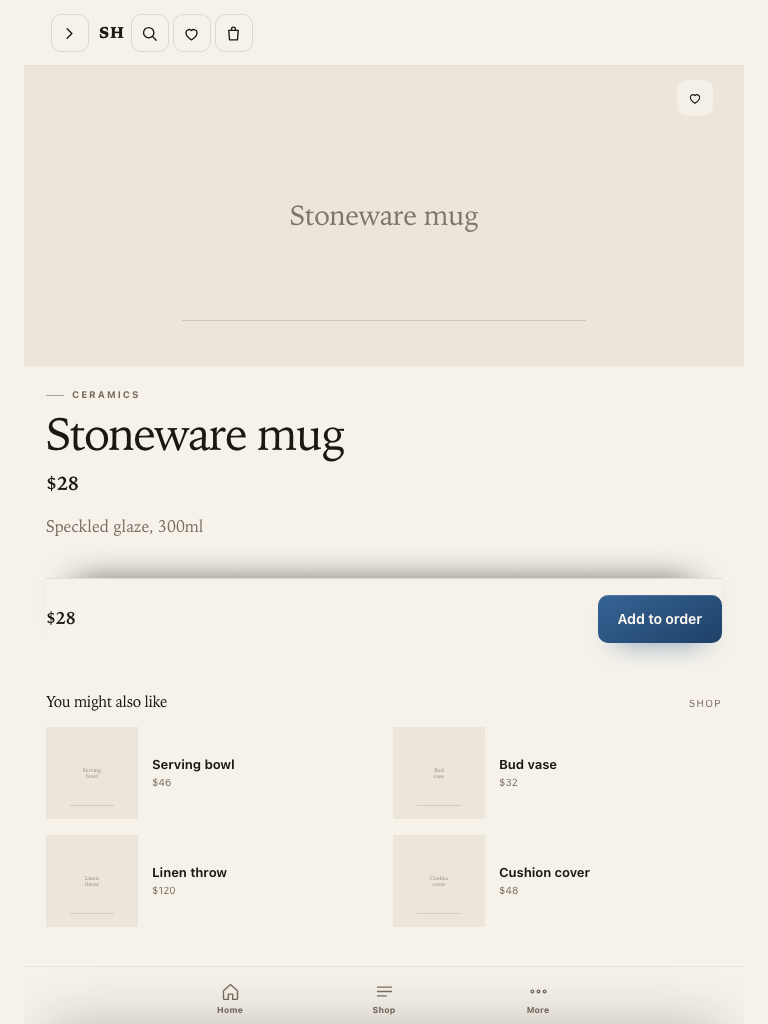 SH
Stoneware mug
CERAMICS
Stoneware mug
$28
Speckled glaze, 300ml
$28
Add to order
You might also like
SHOP
Serving
bowl
Serving bowl
$46
Bud
vase
Bud vase
$32
Linen
throw
Linen throw
$120
Cushion
cover
Cushion cover
$48
Home
Shop
More